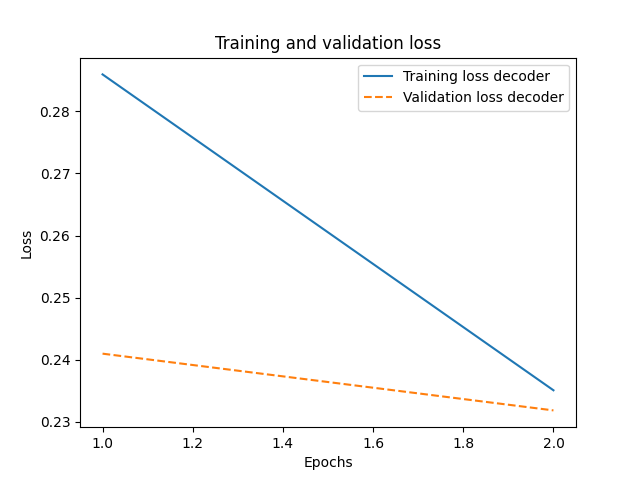 Training and validation loss
Training loss decoder
Validation loss decoder
0.28
0.27
0.26
0.25
0.24
0.23
Loss
1.0 1.2 1.4 1.6 1.8 2.0
Epochs